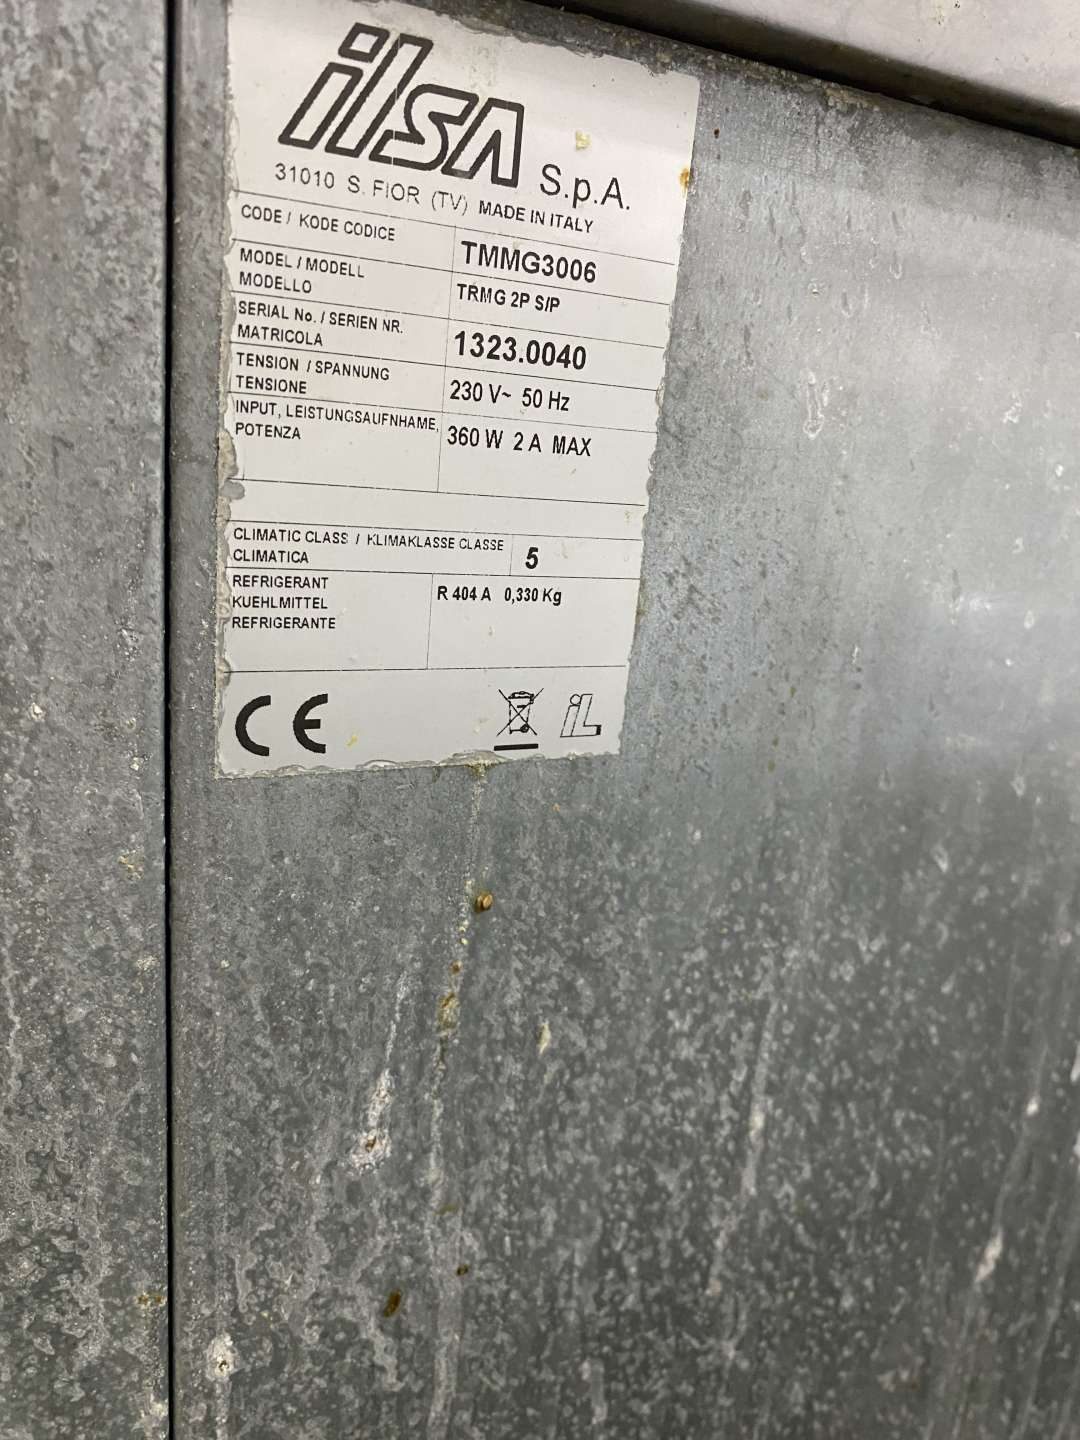 ilSA S.p.A.
31010 S. FIOR (TV) MADE IN ITALY
CODE / KODE CODICE TMMG3006
MODEL / MODELL
MODELLO TRMG 2P S/P
SERIAL No. / SERIEN NR.
MATRICOLA 1323.0040
TENSION / SPANNUNG
TENSIONE 230 V~ 50 Hz
INPUT, LEISTUNGSAUFNHAME,
POTENZA 360 W 2 A MAX
CLIMATIC CLASS / KLIMAKLASSE CLASSE
CLIMATICA 5
REFRIGERANT R 404 A 0,330 Kg
KUEHLMITTEL
REFRIGERANTE
CE iL